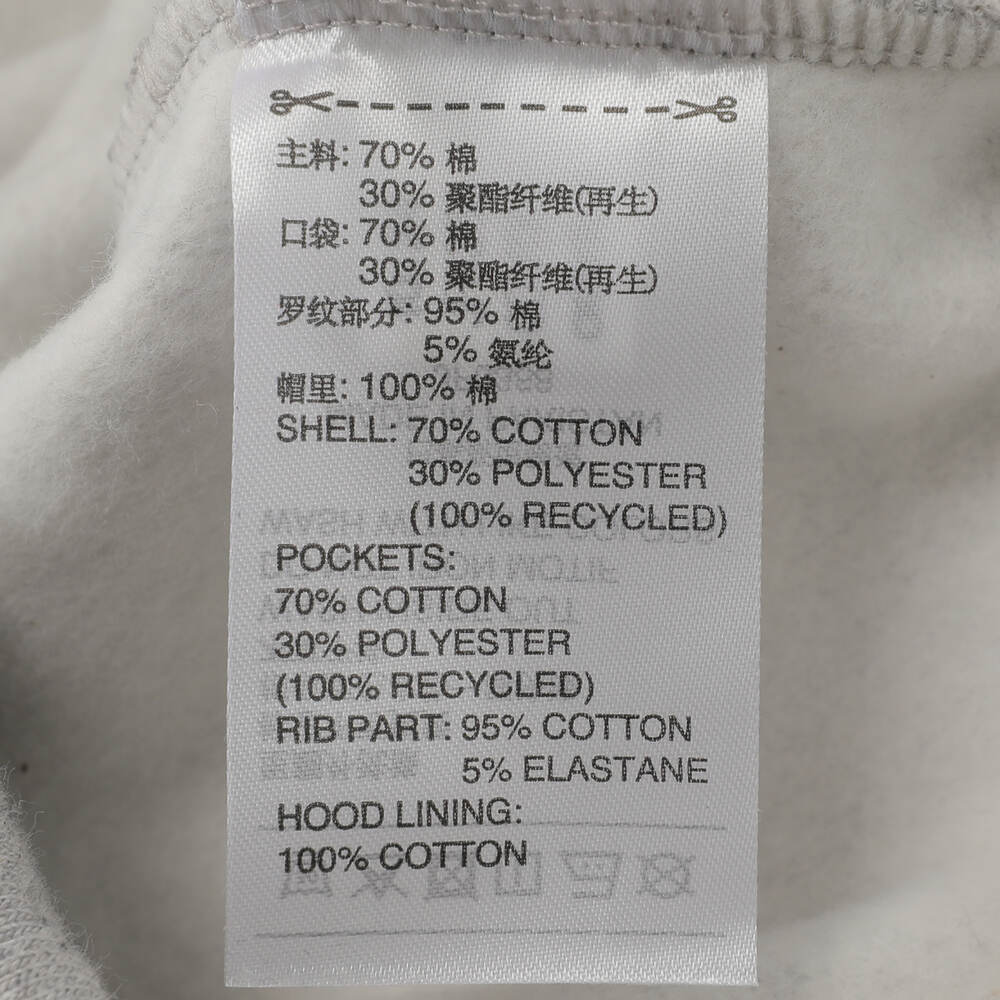 主料: 70% 棉
30% 聚酯纤维(再生)
口袋: 70% 棉
30% 聚酯纤维(再生)
罗纹部分: 95% 棉
5% 氨纶
帽里: 100% 棉
SHELL: 70% COTTON
30% POLYESTER
(100% RECYCLED)
POCKETS:
70% COTTON
30% POLYESTER
(100% RECYCLED)
RIB PART: 95% COTTON
5% ELASTANE
HOOD LINING:
100% COTTON